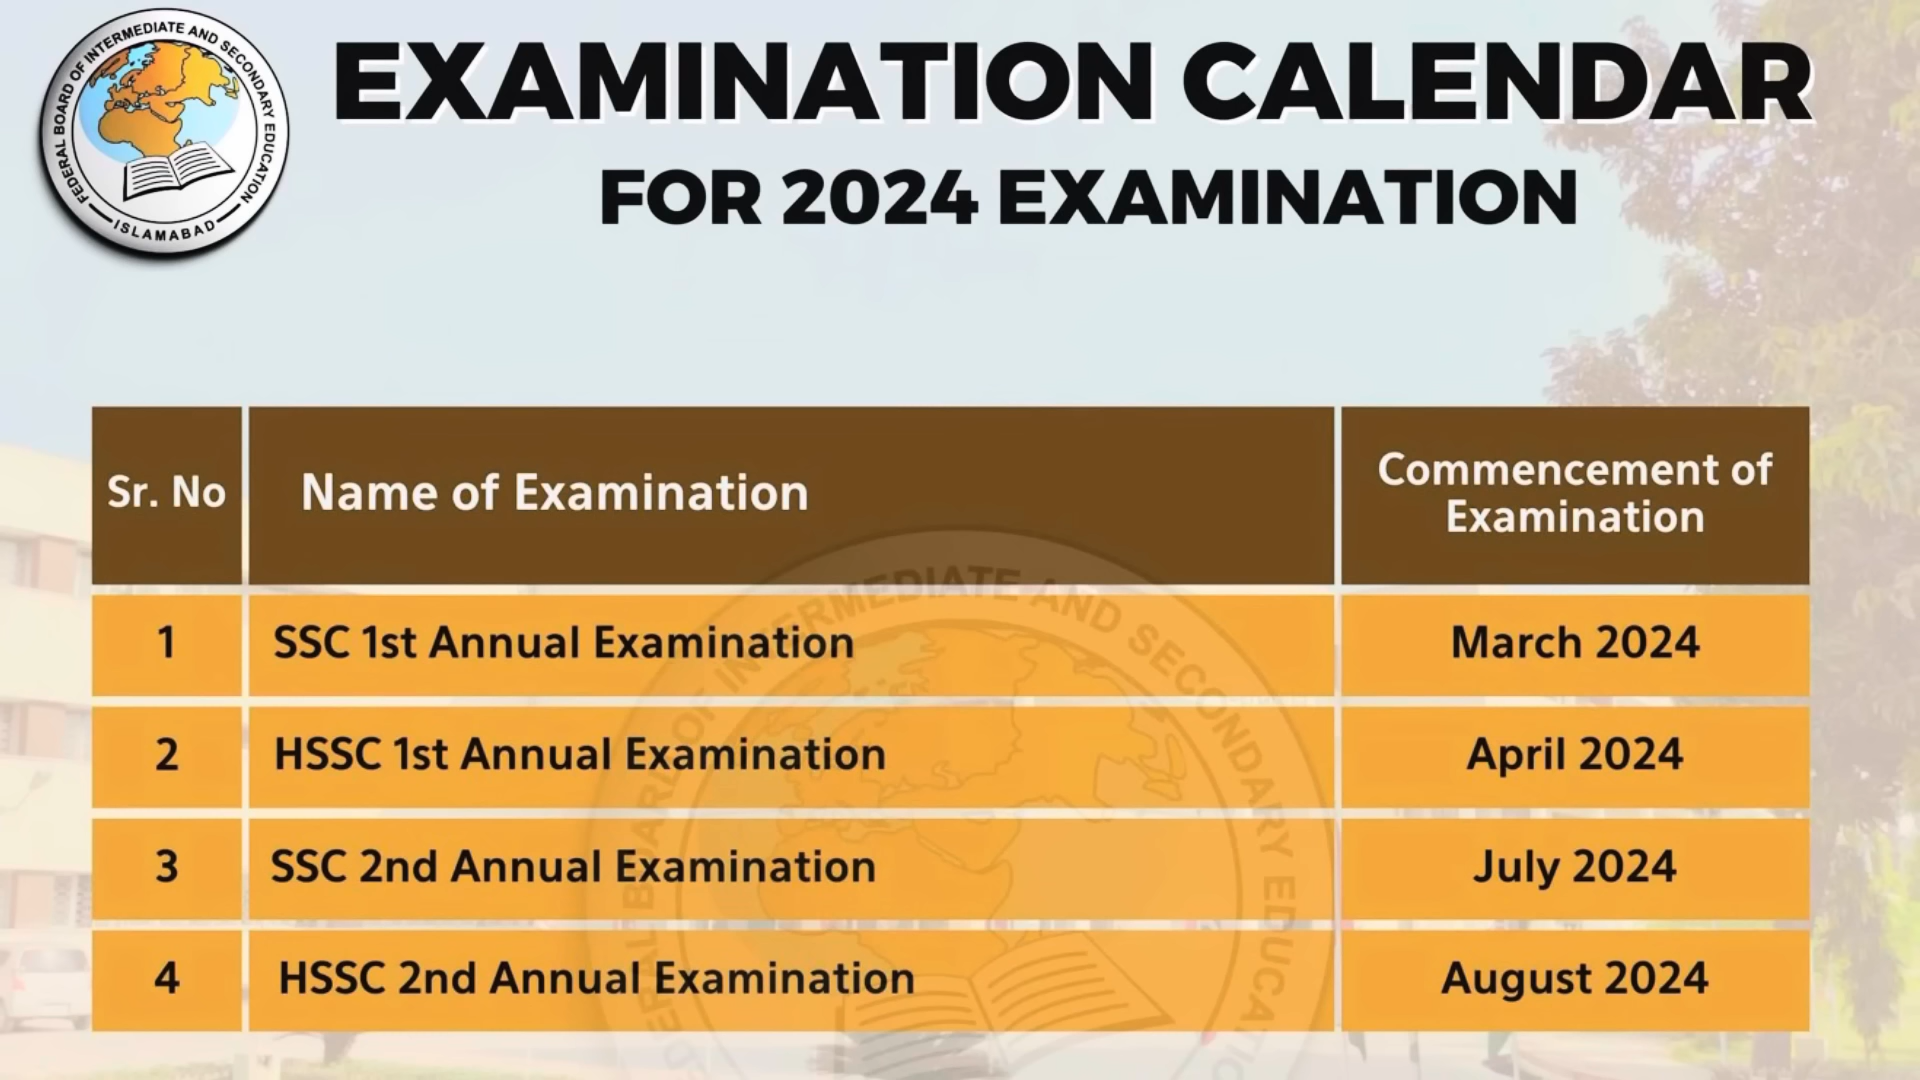 FEDERAL BOARD OF INTERMEDIATE AND SECONDARY EDUCATION
ISLAMABAD
EXAMINATION CALENDAR
FOR 2024 EXAMINATION
Sr. No
Name of Examination
Commencement of
Examination
1
SSC 1st Annual Examination
March 2024
2
HSSC 1st Annual Examination
April 2024
3
SSC 2nd Annual Examination
July 2024
4
HSSC 2nd Annual Examination
August 2024